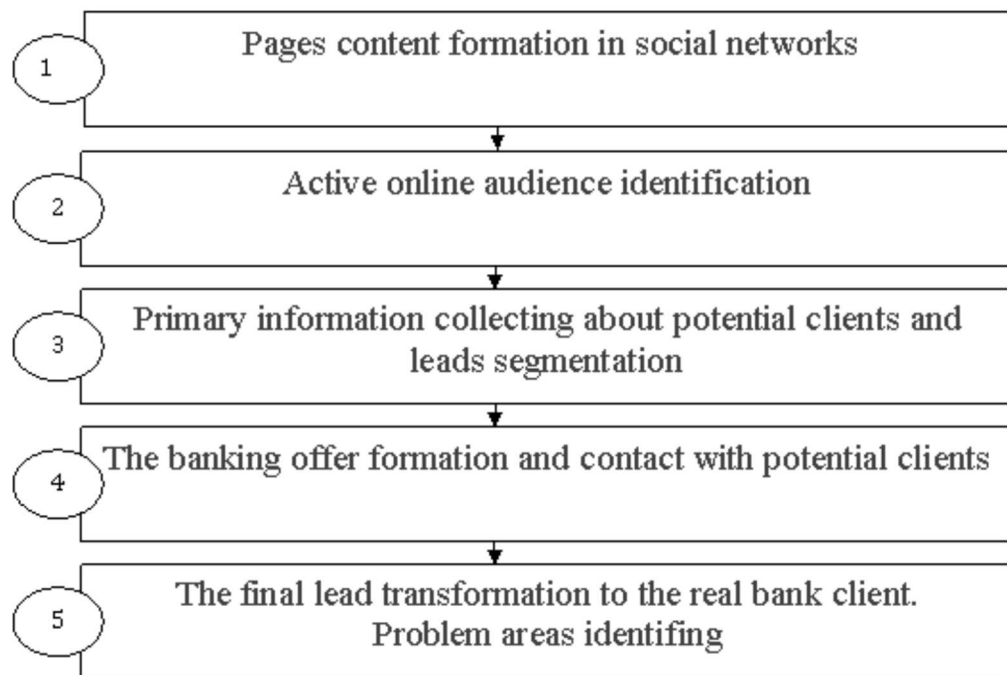 1
Pages content formation in social networks
2
Active online audience identification
3
Primary information collecting about potential clients and
leads segmentation
4
The banking offer formation and contact with potential clients
5
The final lead transformation to the real bank client.
Problem areas identifing